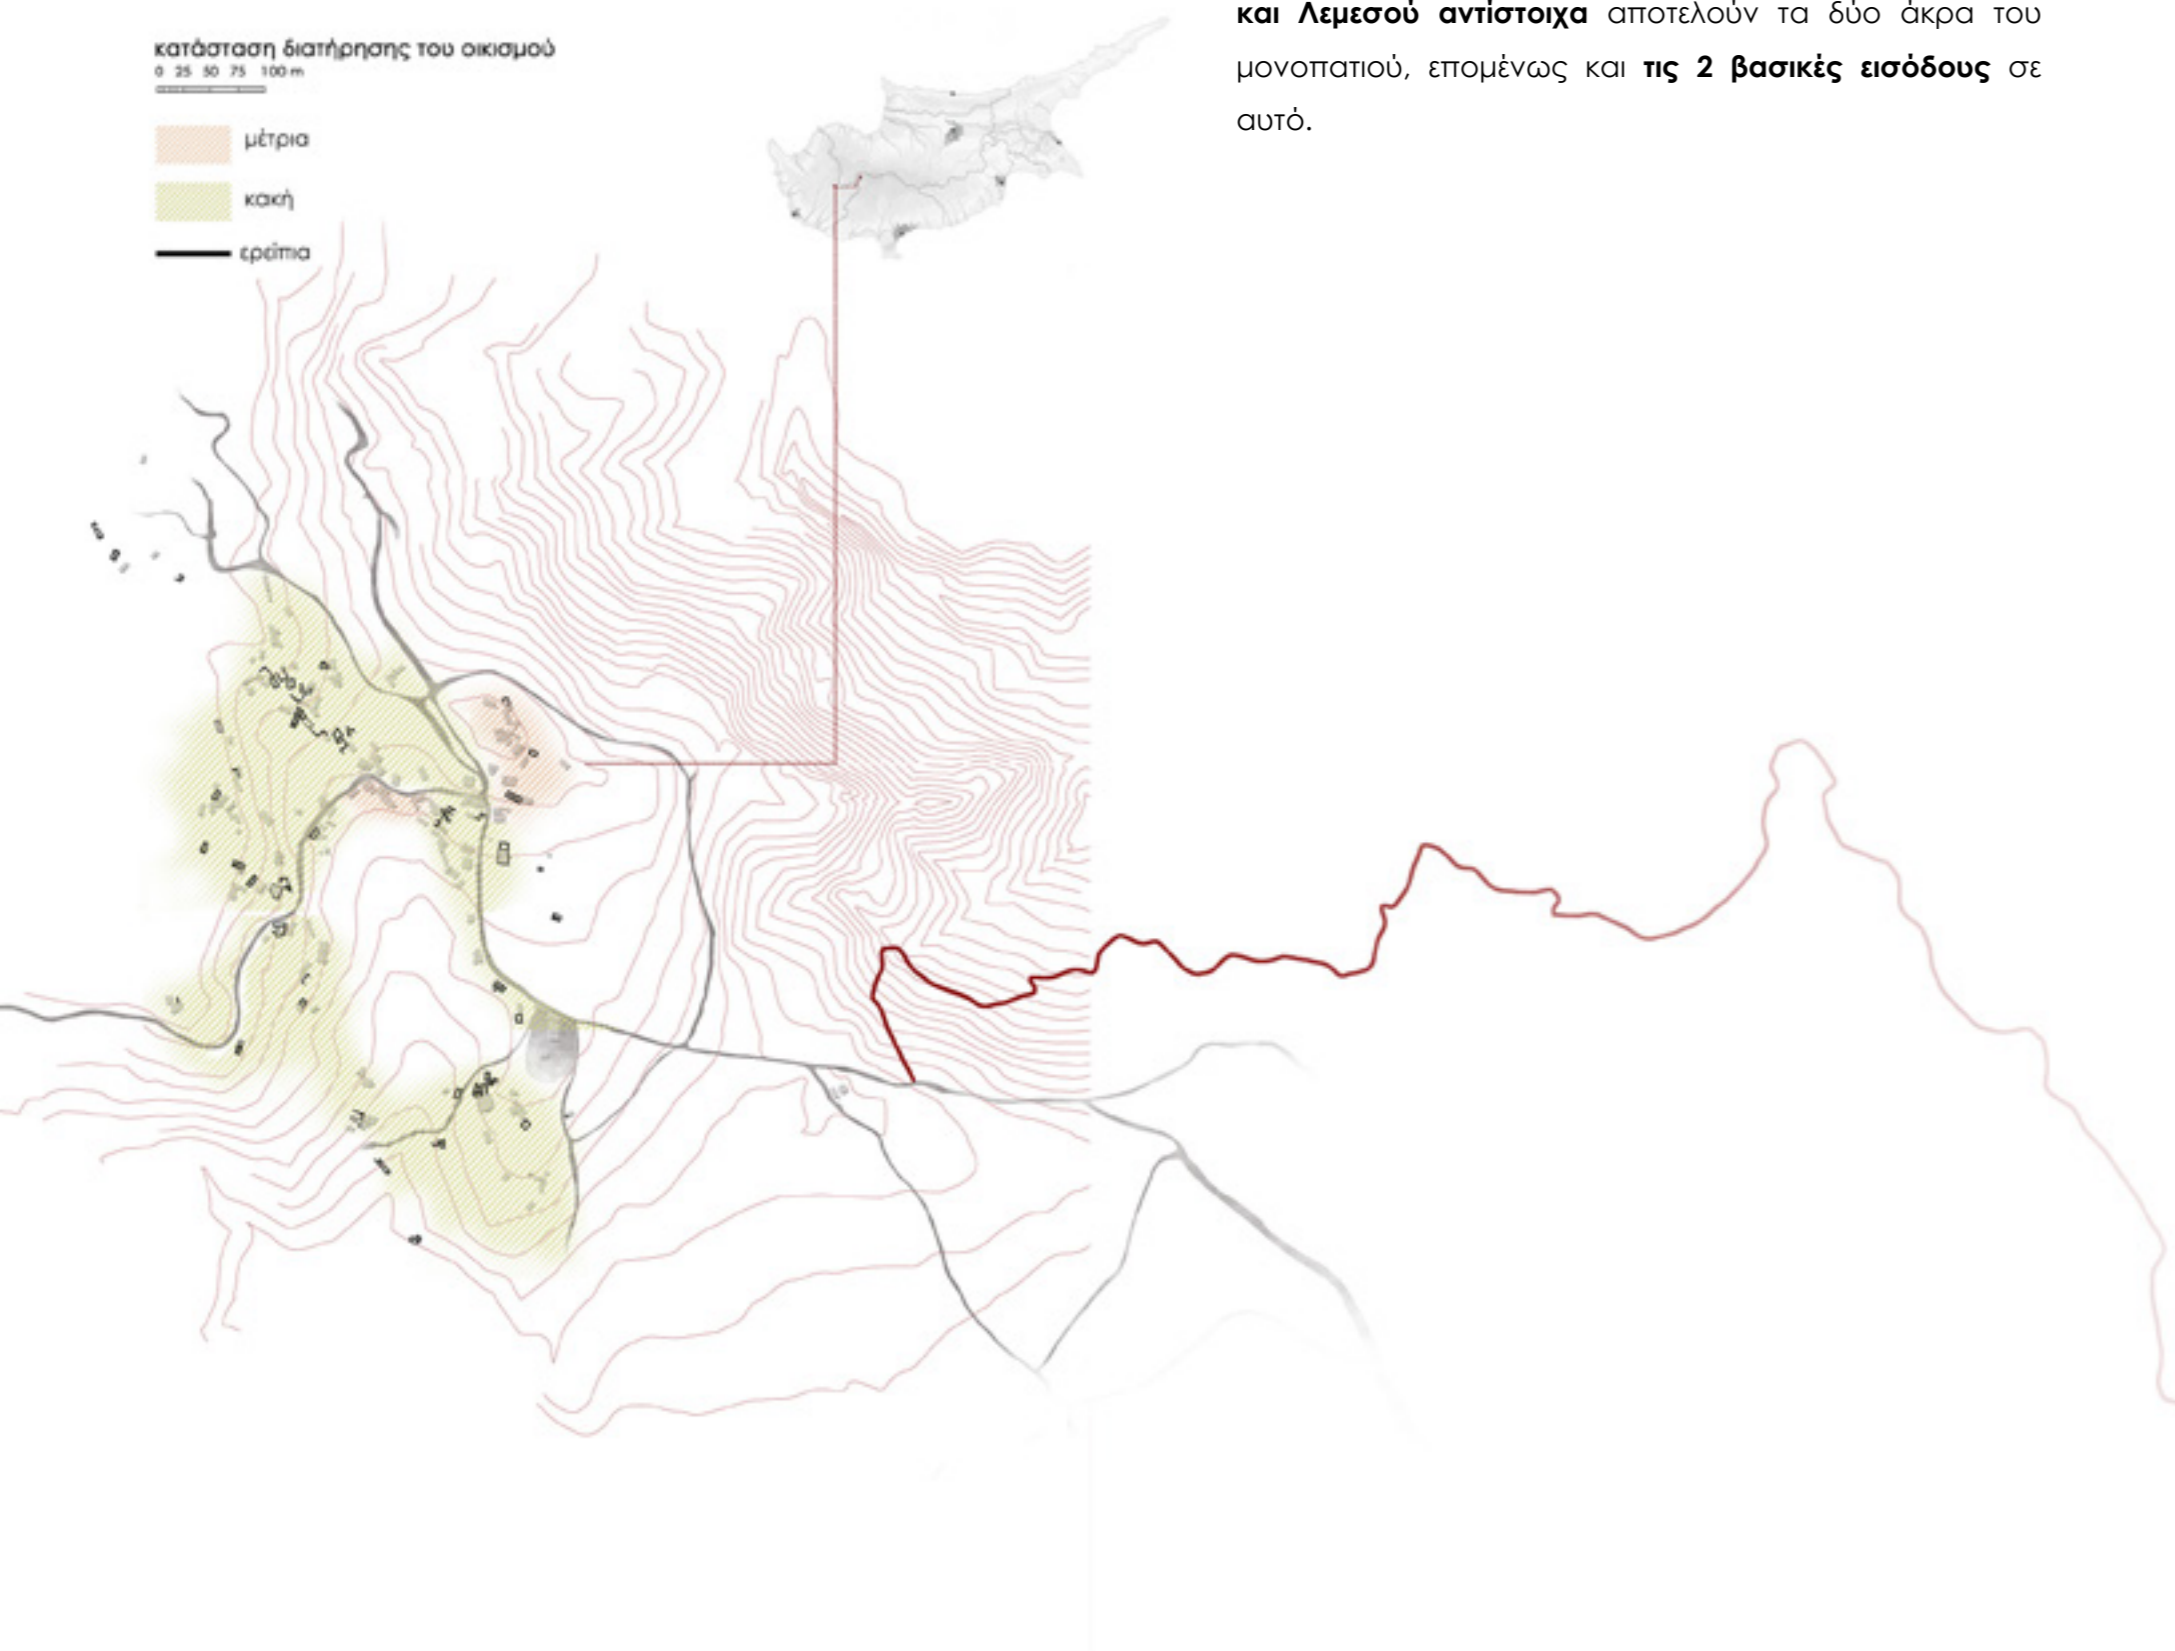 και Λεμεσού αντίστοιχα αποτελούν τα δύο άκρα του
μονοπατιού, επομένως και τις 2 βασικές εισόδους σε
αυτό.
κατάσταση διατήρησης του οικισμού
0 25 50 75 100 m
μέτρια
κακή
ερείπια